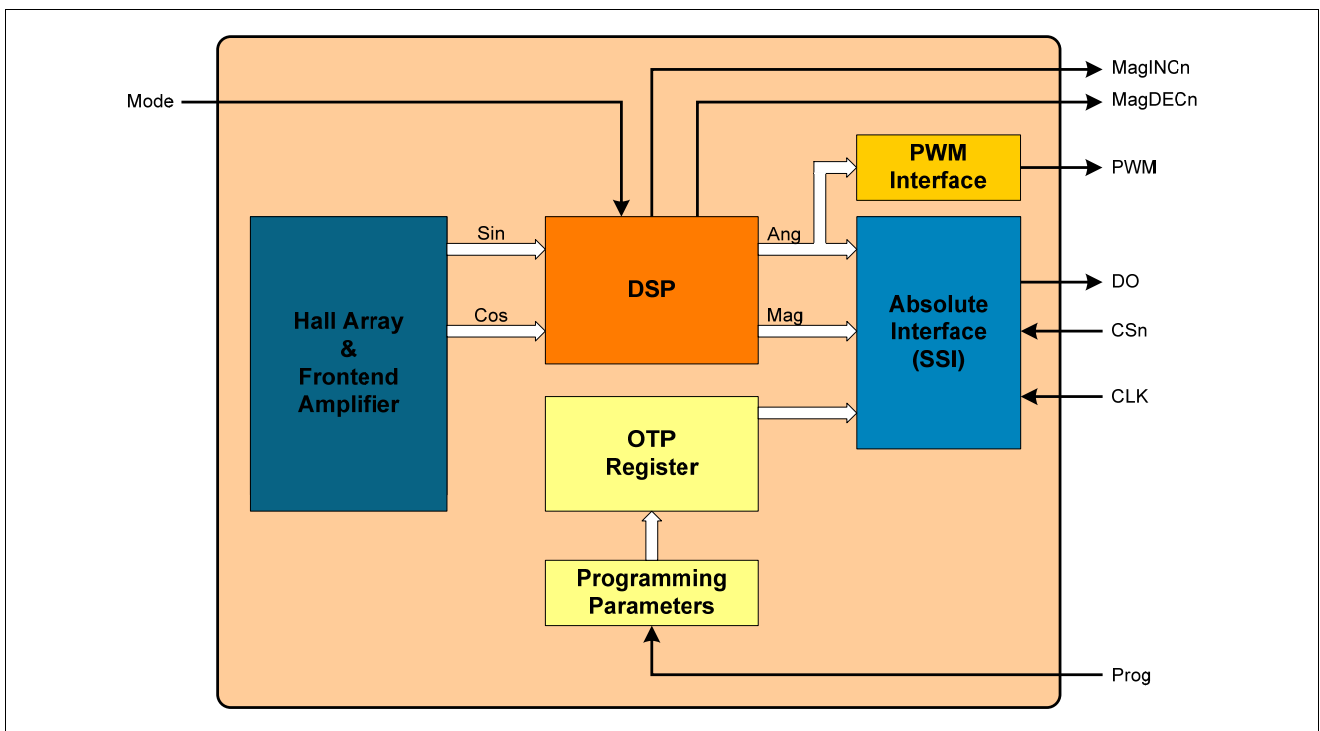 MagINCn
Mode
MagDECn
PWM
Interface
PWM
Sin
Ang
DSP
DO
Hall Array
&
Frontend
Amplifier
Cos
Mag
Absolute
Interface
(SSI)
CSn
CLK
OTP
Register
Programming
Parameters
Prog